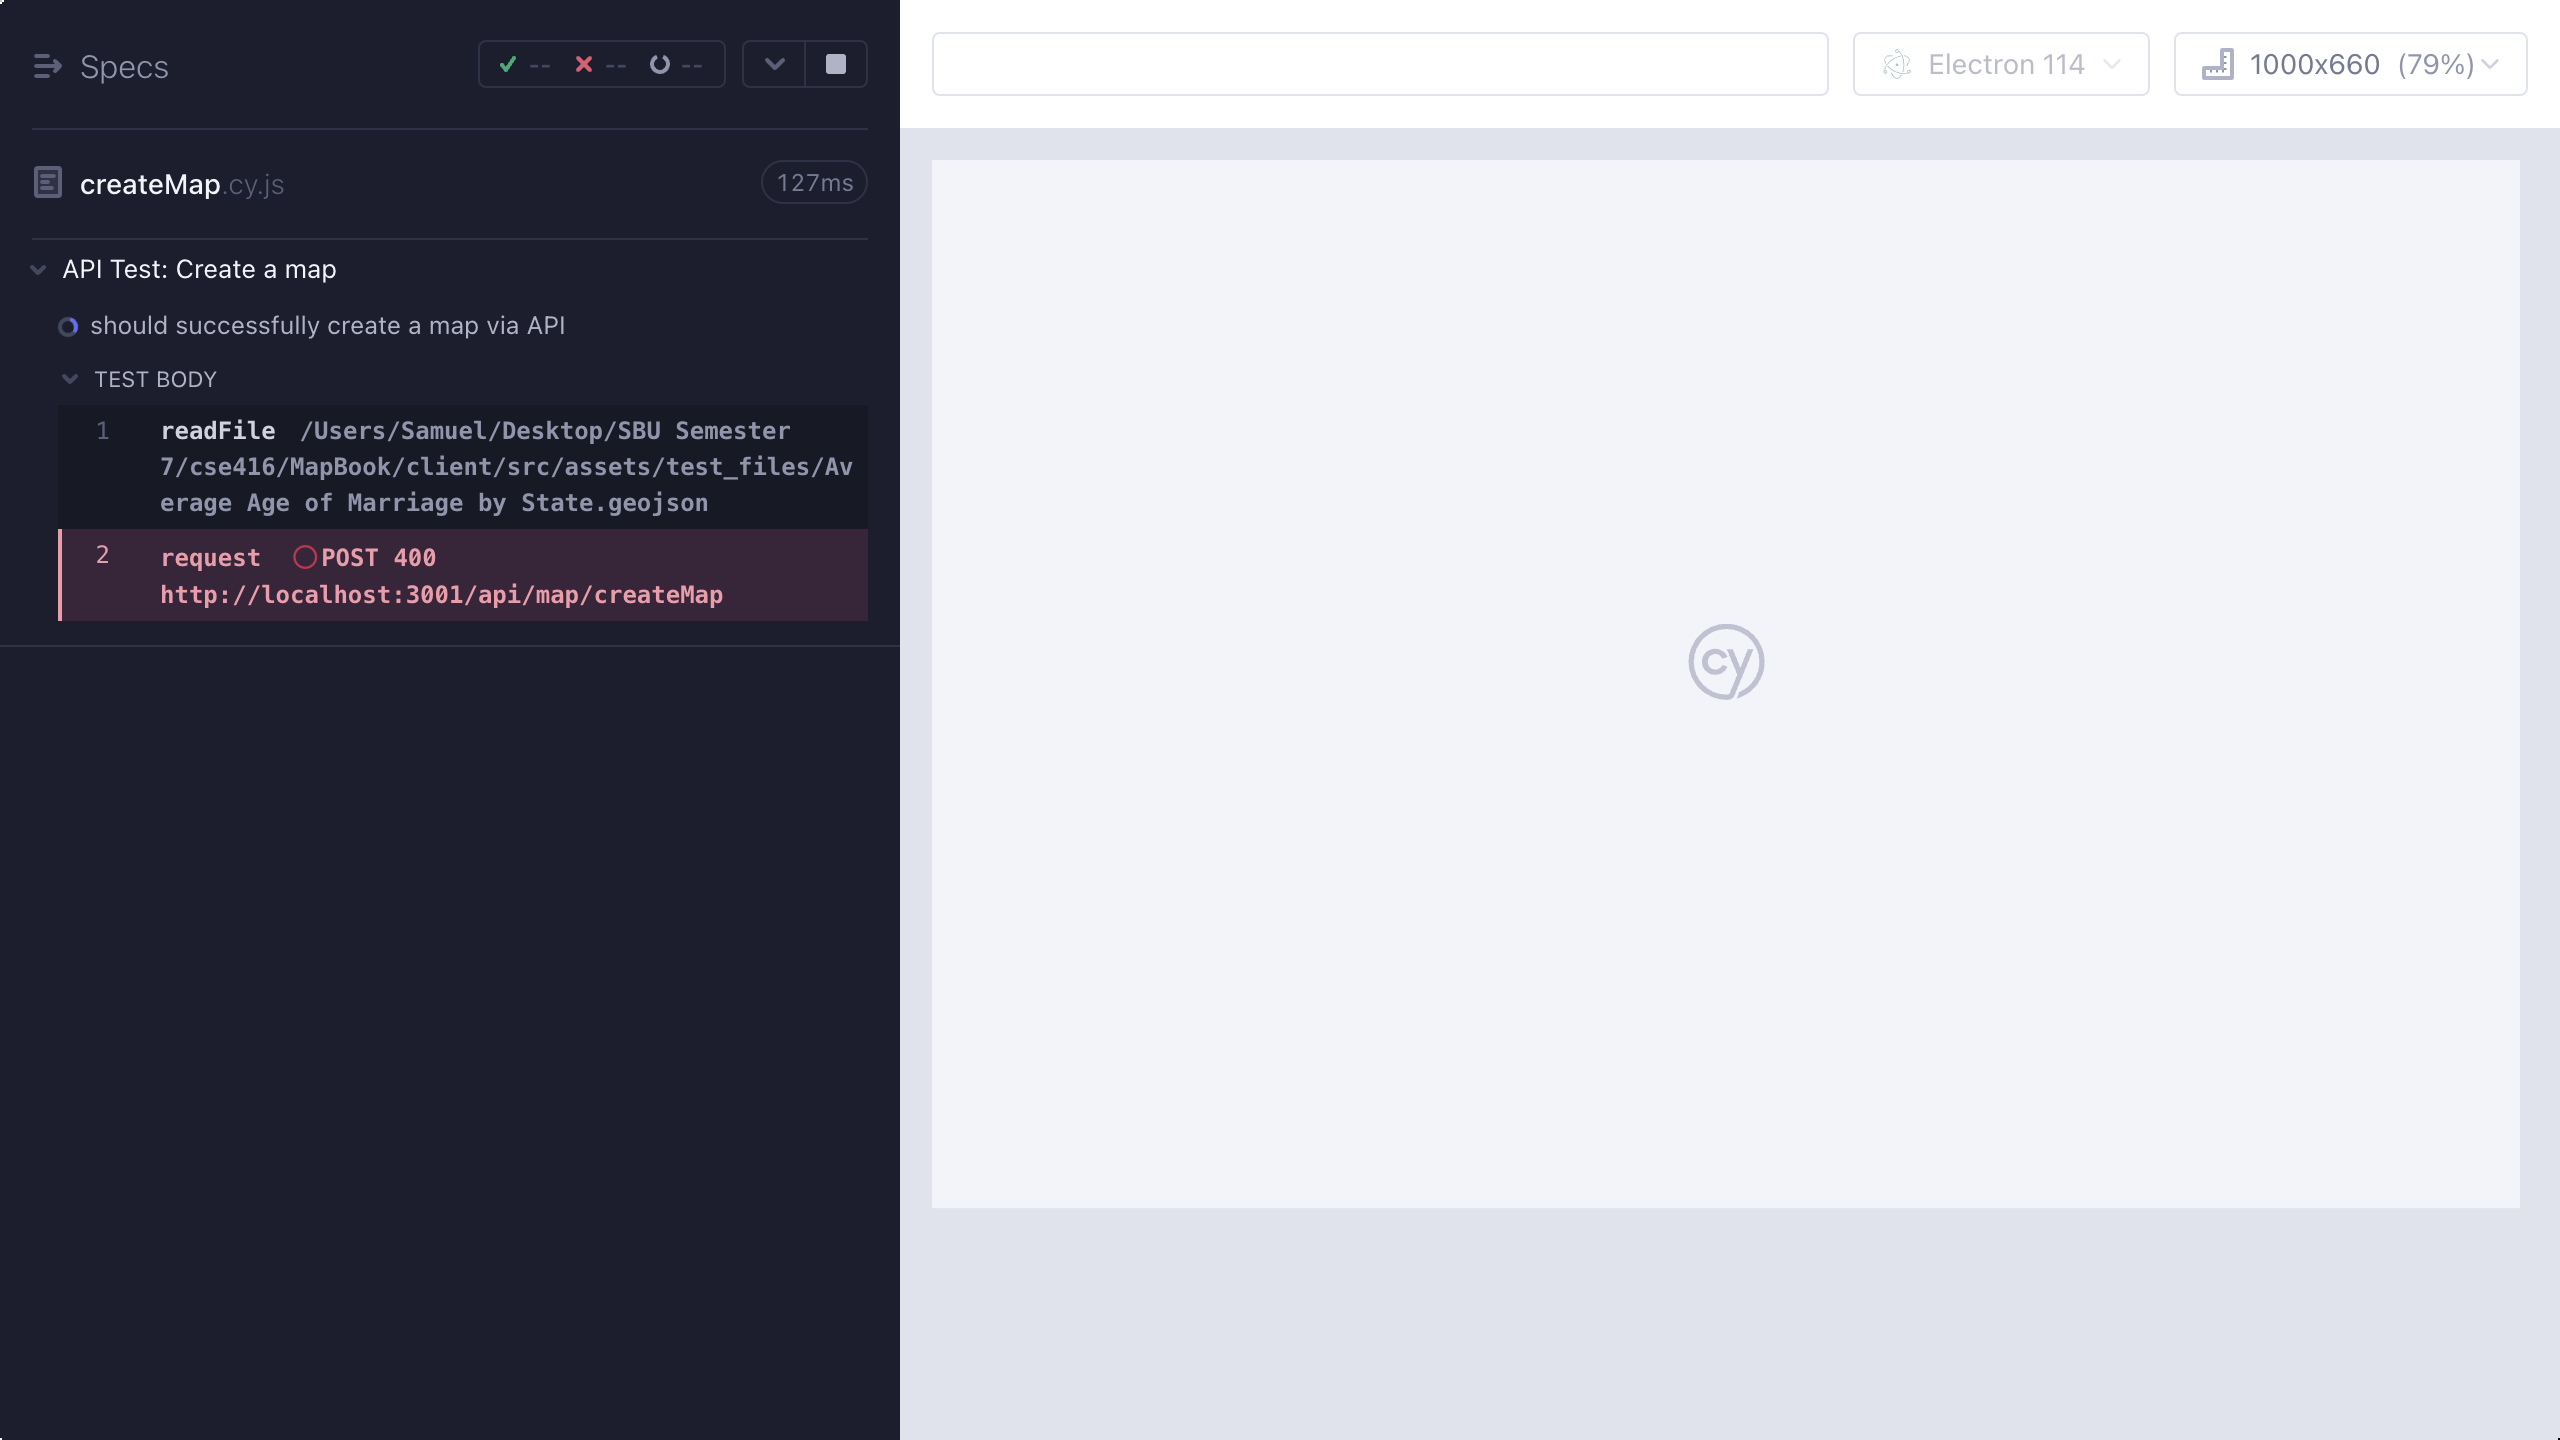 Specs
-- -- --
Electron 114
1000x660 (79%)
createMap.cy.js
127ms
API Test: Create a map
should successfully create a map via API
TEST BODY
1 readFile /Users/Samuel/Desktop/SBU Semester
7/cse416/MapBook/client/src/assets/test_files/Av
erage Age of Marriage by State.geojson
2 request POST 400
http://localhost:3001/api/map/createMap
cy